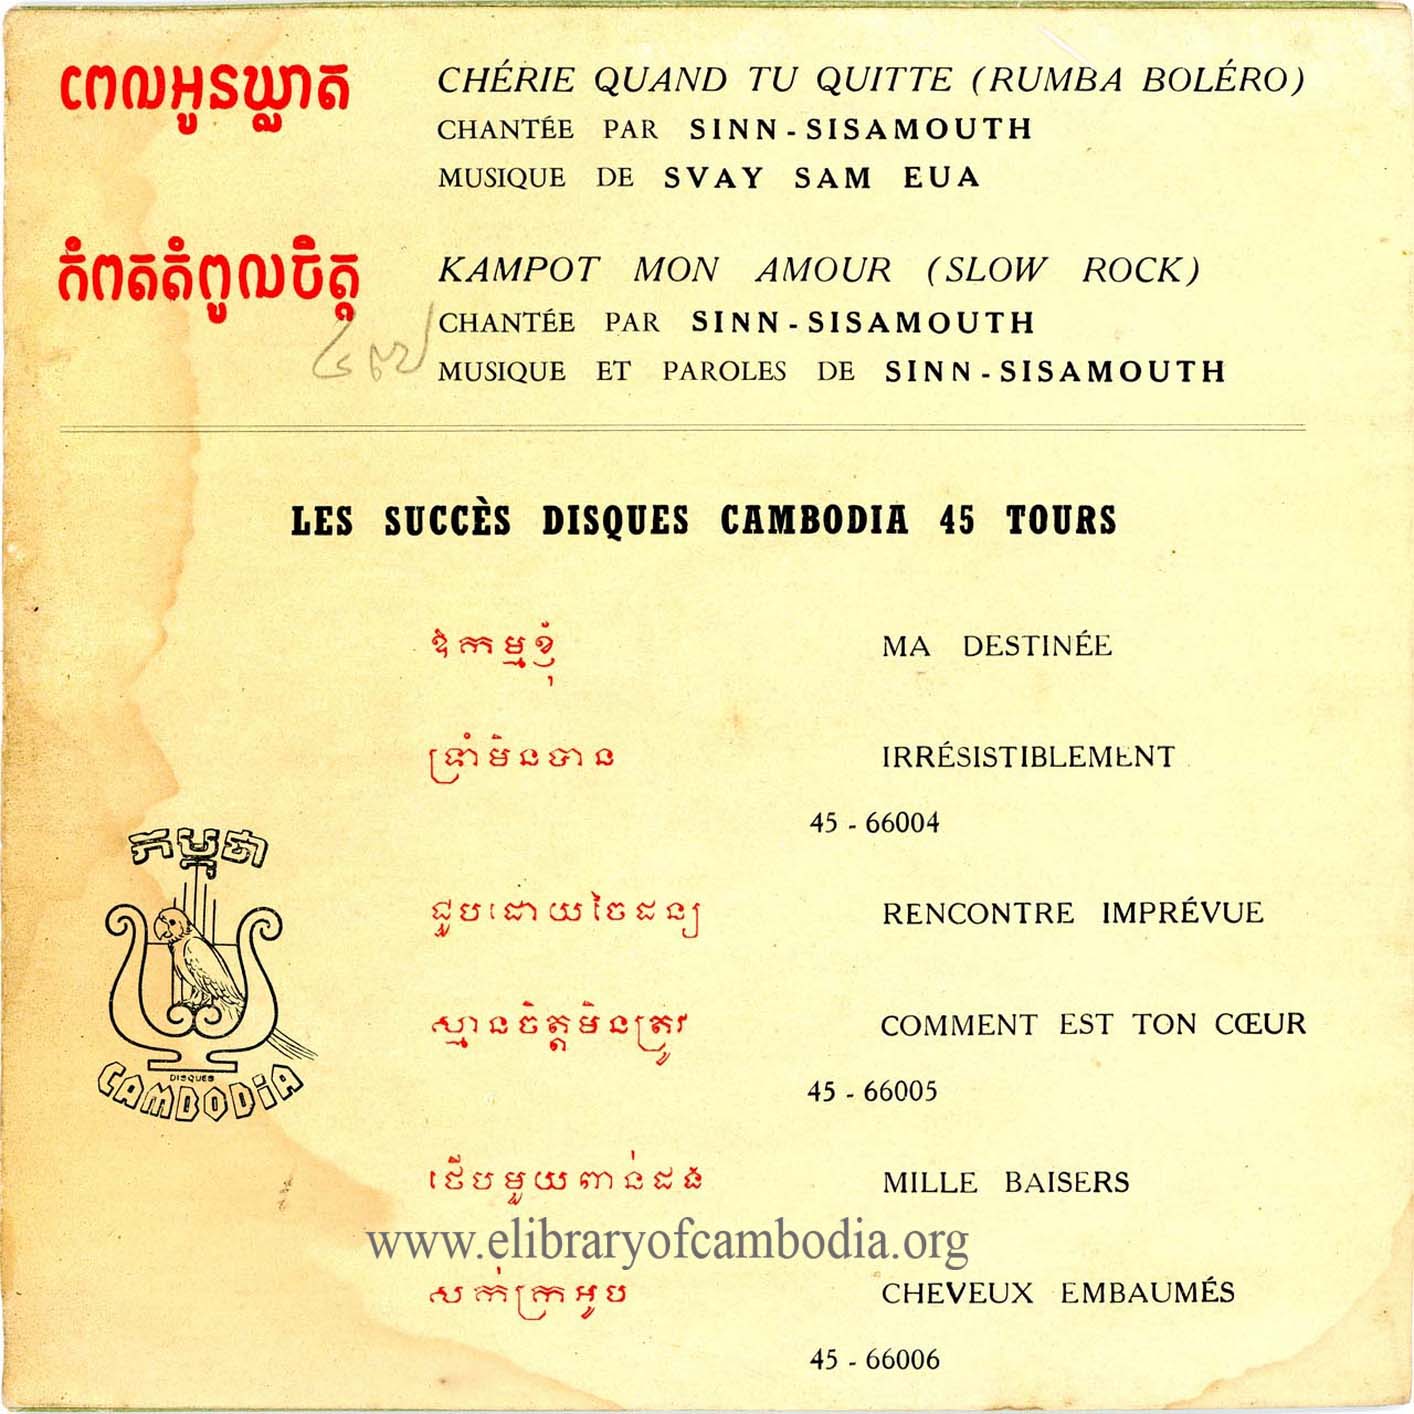 ពេលអូនឃ្លាត
CHÉRIE QUAND TU QUITTE (RUMBA BOLÉRO)
CHANTÉE PAR SINN-SISAMOUTH
MUSIQUE DE SVAY SAM EUA
កំពតតំពូលចិត្ត
KAMPOT MON AMOUR (SLOW ROCK)
CHANTÉE PAR SINN-SISAMOUTH
MUSIQUE ET PAROLES DE SINN-SISAMOUTH
LES SUCCÈS DISQUES CAMBODIA 45 TOURS
ឱកម្មខ្ញុំ MA DESTINÉE
ទ្រាំមិនបាន IRRÉSISTIBLEMENT
45 - 66004
ជួបដោយចៃដន្យ RENCONTRE IMPRÉVUE
ស្មានចិត្តមិនត្រូវ COMMENT EST TON CŒUR
45 - 66005
ថើបមួយពាន់ដង MILLE BAISERS
សក់ក្រអូប CHEVEUX EMBAUMÉS
45 - 66006
កម្ពុជា
DISQUES
CAMBODIA
www.elibraryofcambodia.org